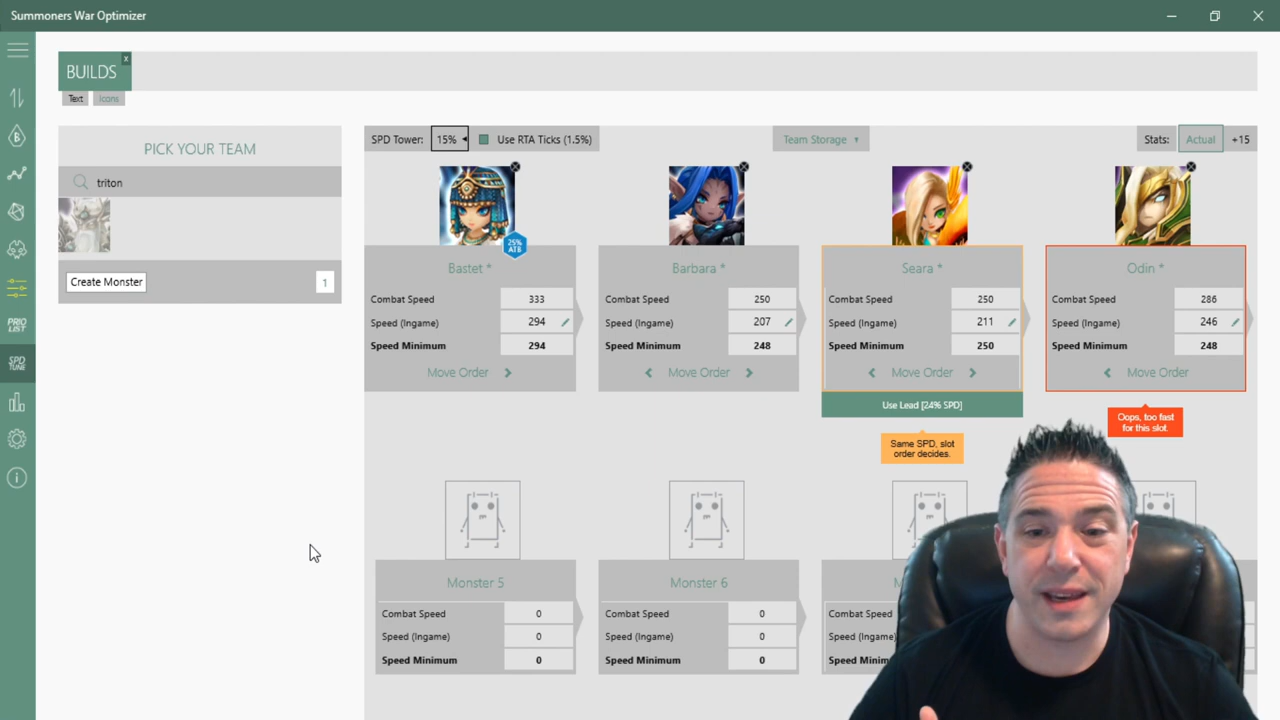 Summoners War Optimizer
BUILDS
x
Text
Icons
PICK YOUR TEAM
triton
Create Monster
1
PRIO
LIST
SPD
TUNE
SPD Tower:
15%
Use RTA Ticks (1.5%)
Team Storage
Stats:
Actual
+15
25%
ATB
Bastet *
Combat Speed
333
Speed (Ingame)
294
Speed Minimum
294
Move Order
Barbara *
Combat Speed
250
Speed (Ingame)
207
Speed Minimum
248
Move Order
Seara *
Combat Speed
250
Speed (Ingame)
211
Speed Minimum
250
Move Order
Use Lead [24% SPD]
Same SPD, slot
order decides.
Odin *
Combat Speed
286
Speed (Ingame)
246
Speed Minimum
248
Move Order
Oops, too fast
for this slot.
Monster 5
Combat Speed
0
Speed (Ingame)
0
Speed Minimum
0
Monster 6
Combat Speed
0
Speed (Ingame)
0
Speed Minimum
0
Combat Speed
Speed (Ingame)